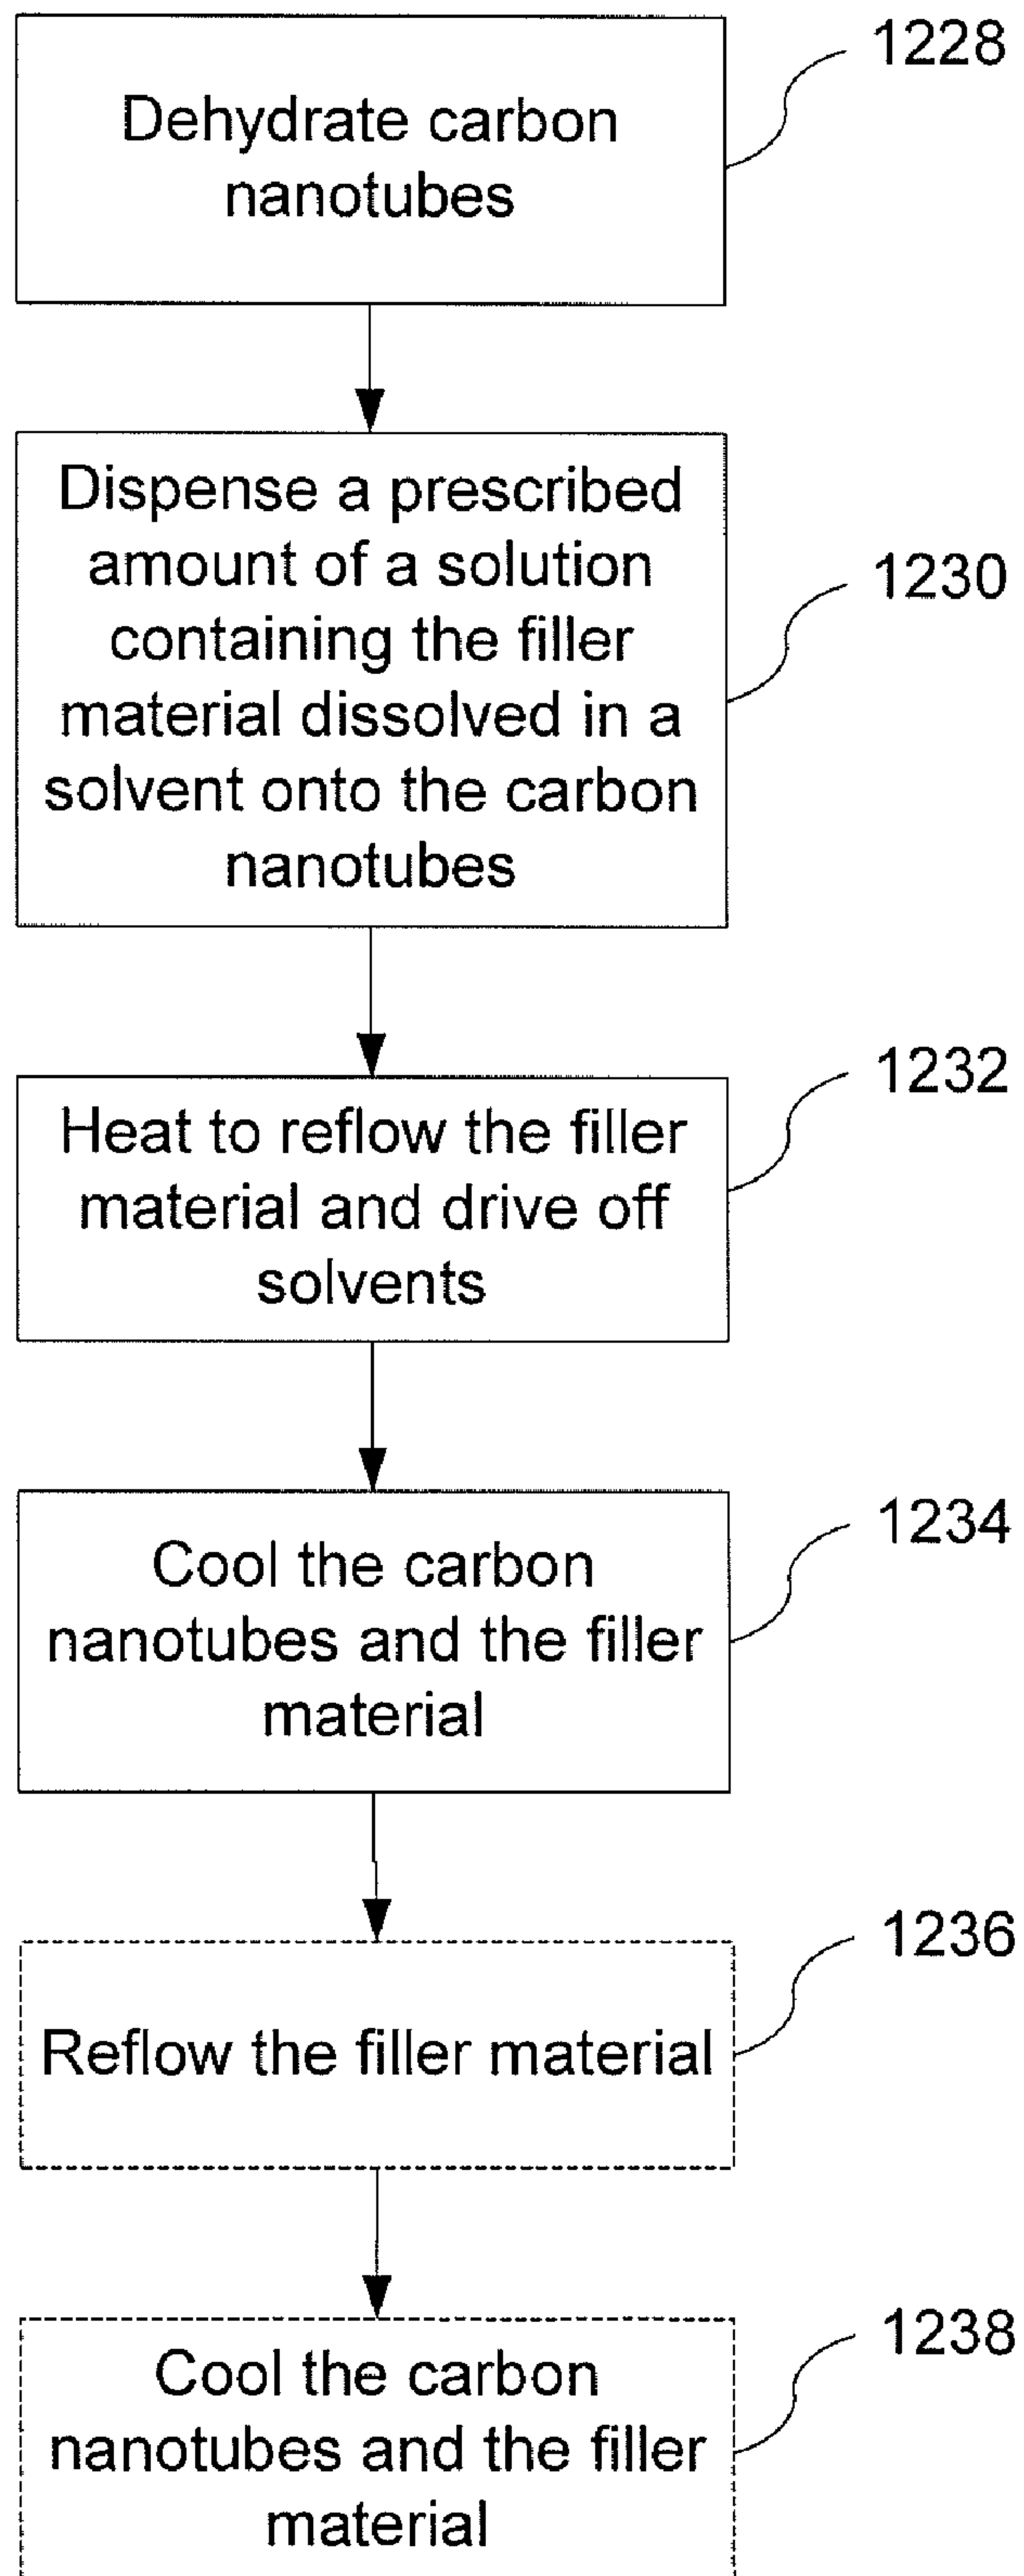 1228
Dehydrate carbon
nanotubes
1230
Dispense a prescribed
amount of a solution
containing the filler
material dissolved in a
solvent onto the carbon
nanotubes
1232
Heat to reflow the filler
material and drive off
solvents
1234
Cool the carbon
nanotubes and the filler
material
1236
Reflow the filler material
1238
Cool the carbon
nanotubes and the filler
material